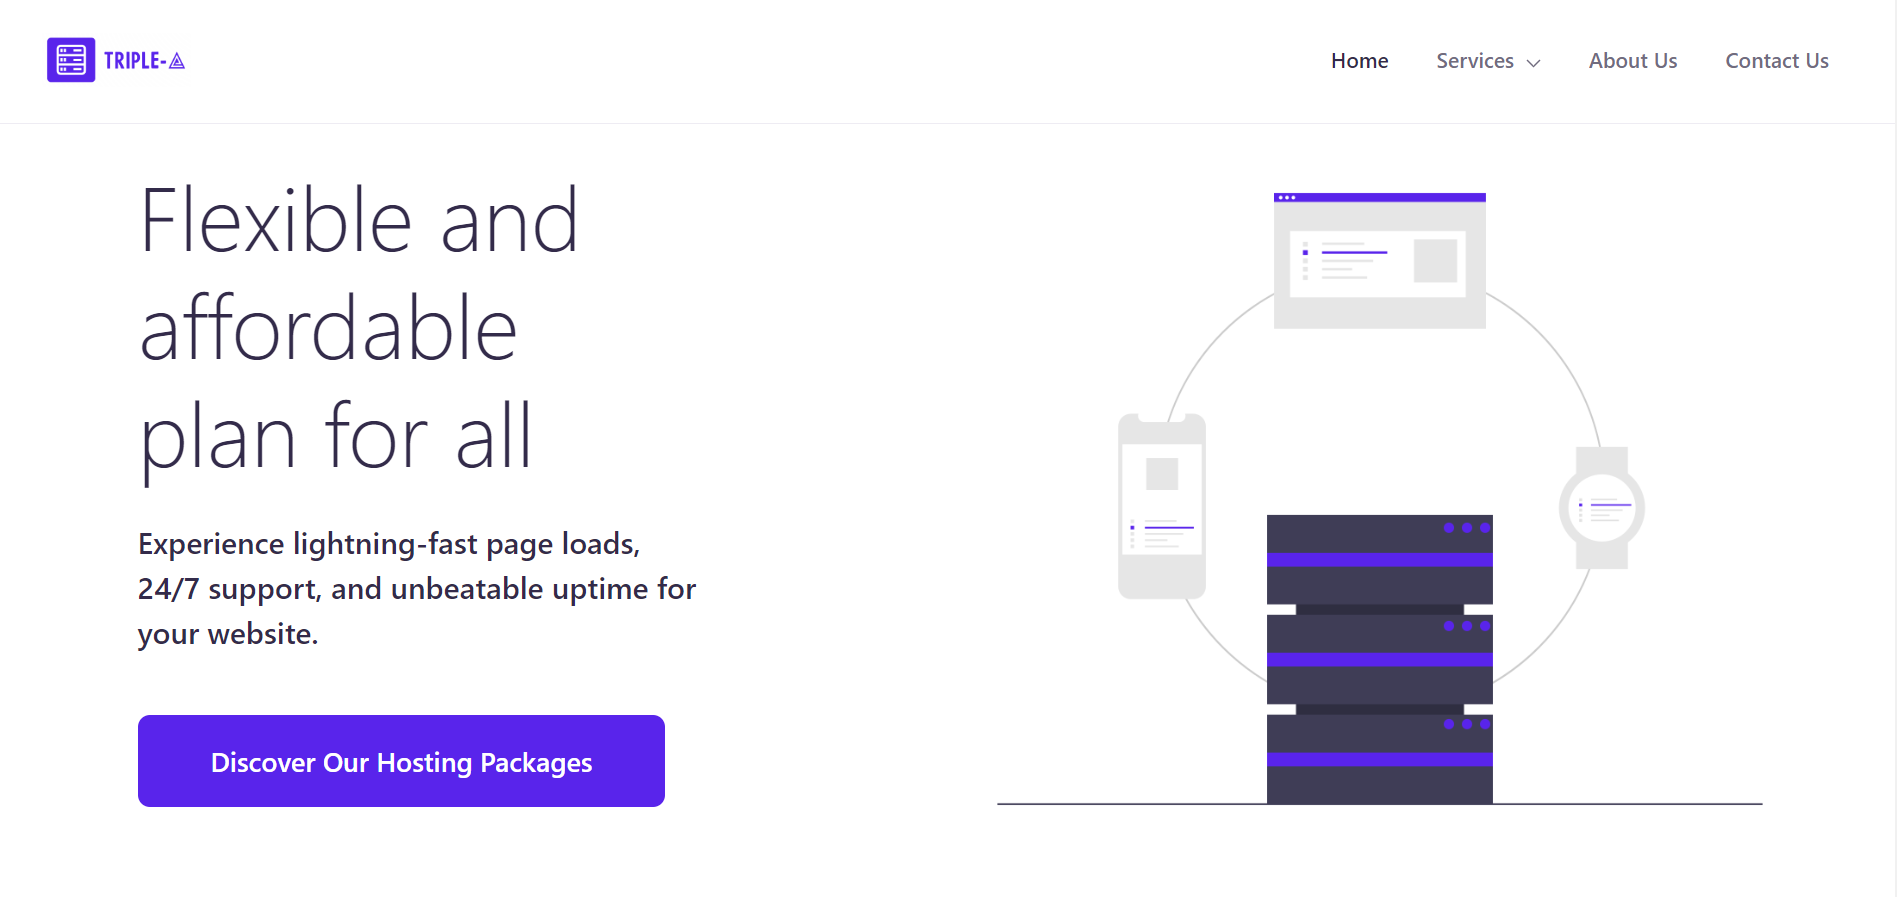 TRIPLE-A
Home
Services
About Us
Contact Us
Flexible and
affordable
plan for all
Experience lightning-fast page loads,
24/7 support, and unbeatable uptime for
your website.
Discover Our Hosting Packages